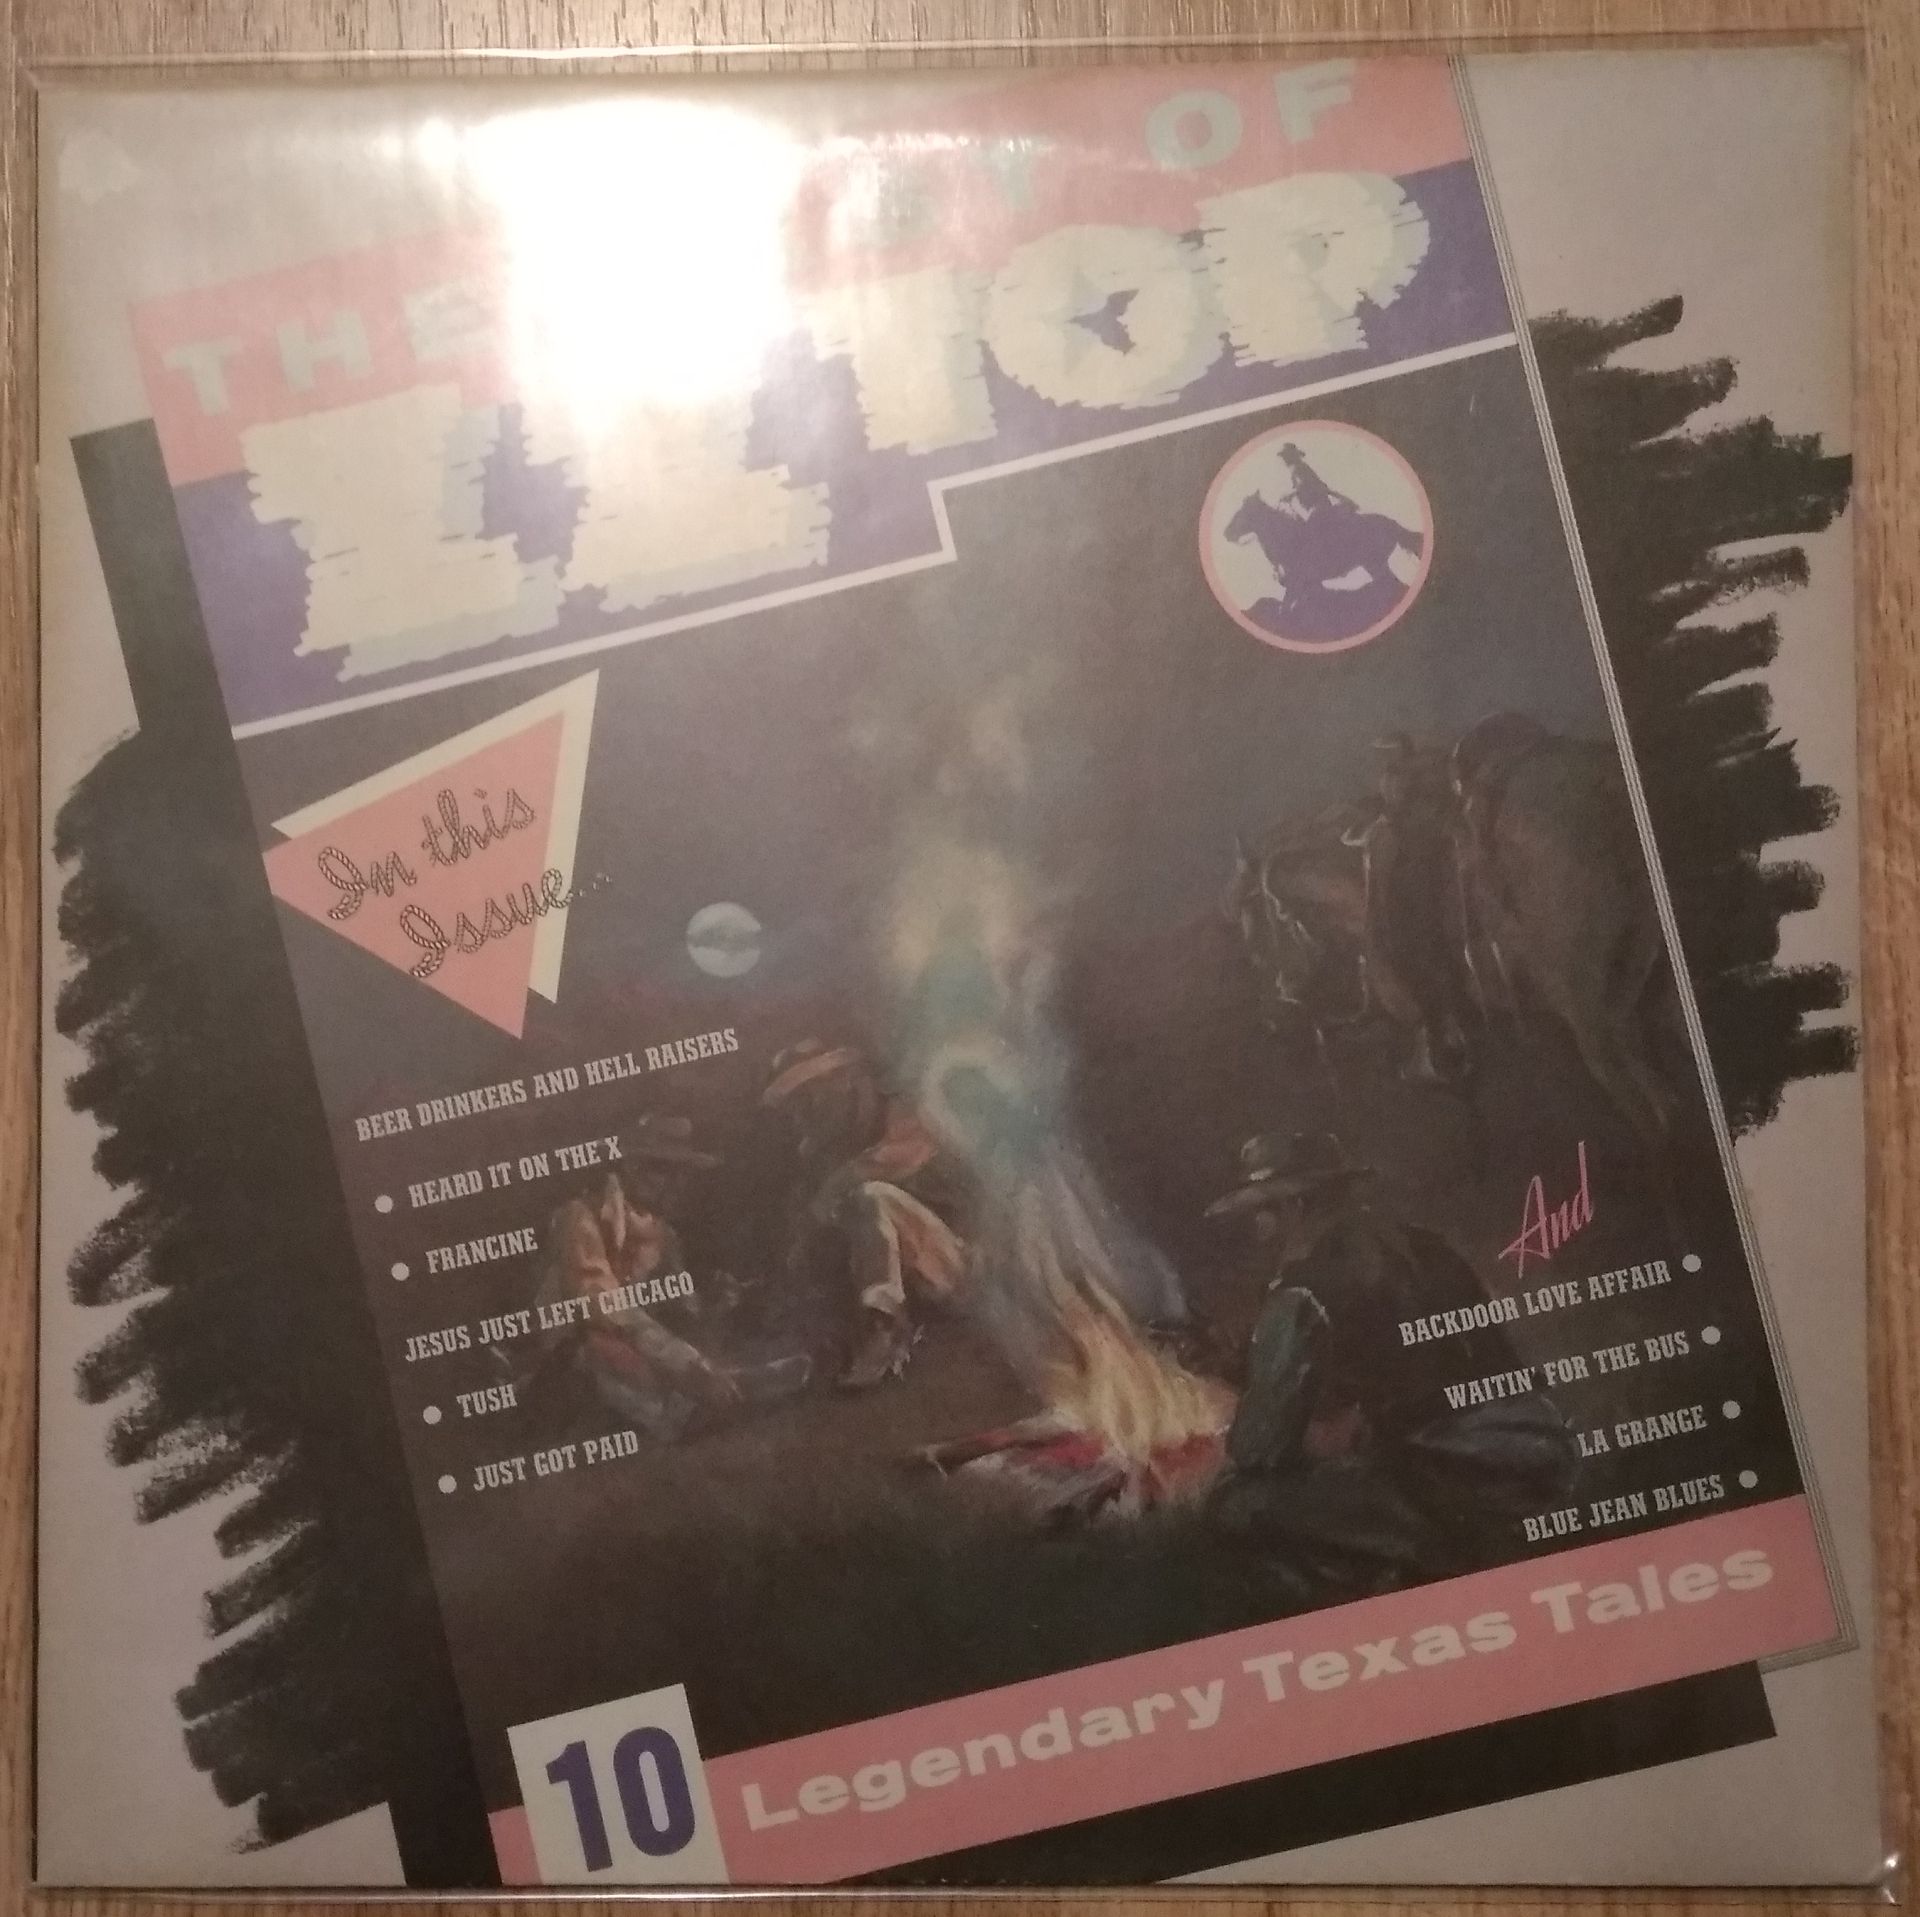 THE ST OF
ZZ TOP
In this
Issue...
BEER DRINKERS AND HELL RAISERS
• HEARD IT ON THE X
• FRANCINE
JESUS JUST LEFT CHICAGO
• TUSH
• JUST GOT PAID
And
BACKDOOR LOVE AFFAIR •
WAITIN' FOR THE BUS •
LA GRANGE •
BLUE JEAN BLUES •
10 Legendary Texas Tales